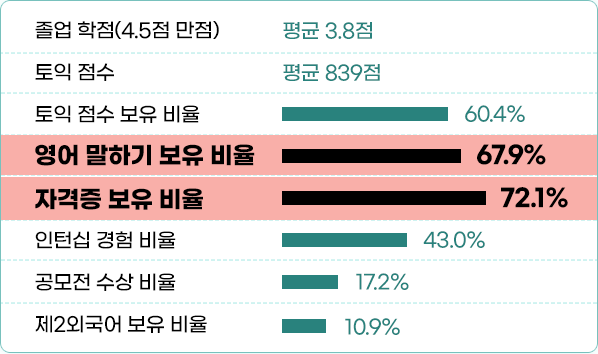 졸업 학점(4.5점 만점) 평균 3.8점
토익 점수 평균 839점
토익 점수 보유 비율 60.4%
영어 말하기 보유 비율 67.9%
자격증 보유 비율 72.1%
인턴십 경험 비율 43.0%
공모전 수상 비율 17.2%
제2외국어 보유 비율 10.9%